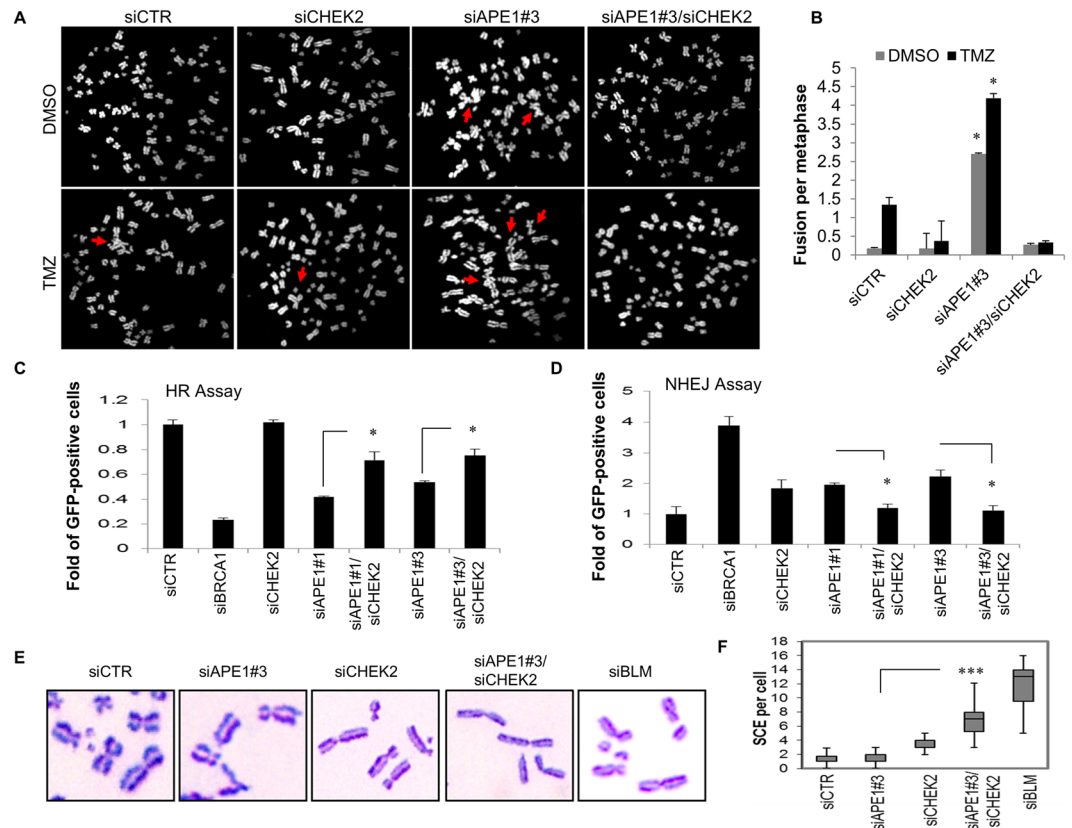 A
siCTR
siCHEK2
siAPE1#3
siAPE1#3/siCHEK2
DMSO
TMZ
B
DMSO
TMZ
Fusion per metaphase
5
4.5
4
3.5
3
2.5
2
1.5
1
0.5
0
*
*
siCTR
siCHEK2
siAPE1#3
siAPE1#3/siCHEK2
C
HR Assay
Fold of GFP-positive cells
1.2
1
0.8
0.6
0.4
0.2
0
*
*
siCTR
siBRCA1
siCHEK2
siAPE1#1
siAPE1#1/
siCHEK2
siAPE1#3
siAPE1#3/
siCHEK2
D
NHEJ Assay
Fold of GFP-positive cells
5
4
3
2
1
0
*
*
siCTR
siBRCA1
siCHEK2
siAPE1#1
siAPE1#1/
siCHEK2
siAPE1#3
siAPE1#3/
siCHEK2
E
siCTR
siAPE1#3
siCHEK2
siAPE1#3/
siCHEK2
siBLM
F
SCE per cell
18
16
14
12
10
8
6
4
2
0
***
siCTR
siAPE1#3
siCHEK2
siAPE1#3/
siCHEK2
siBLM